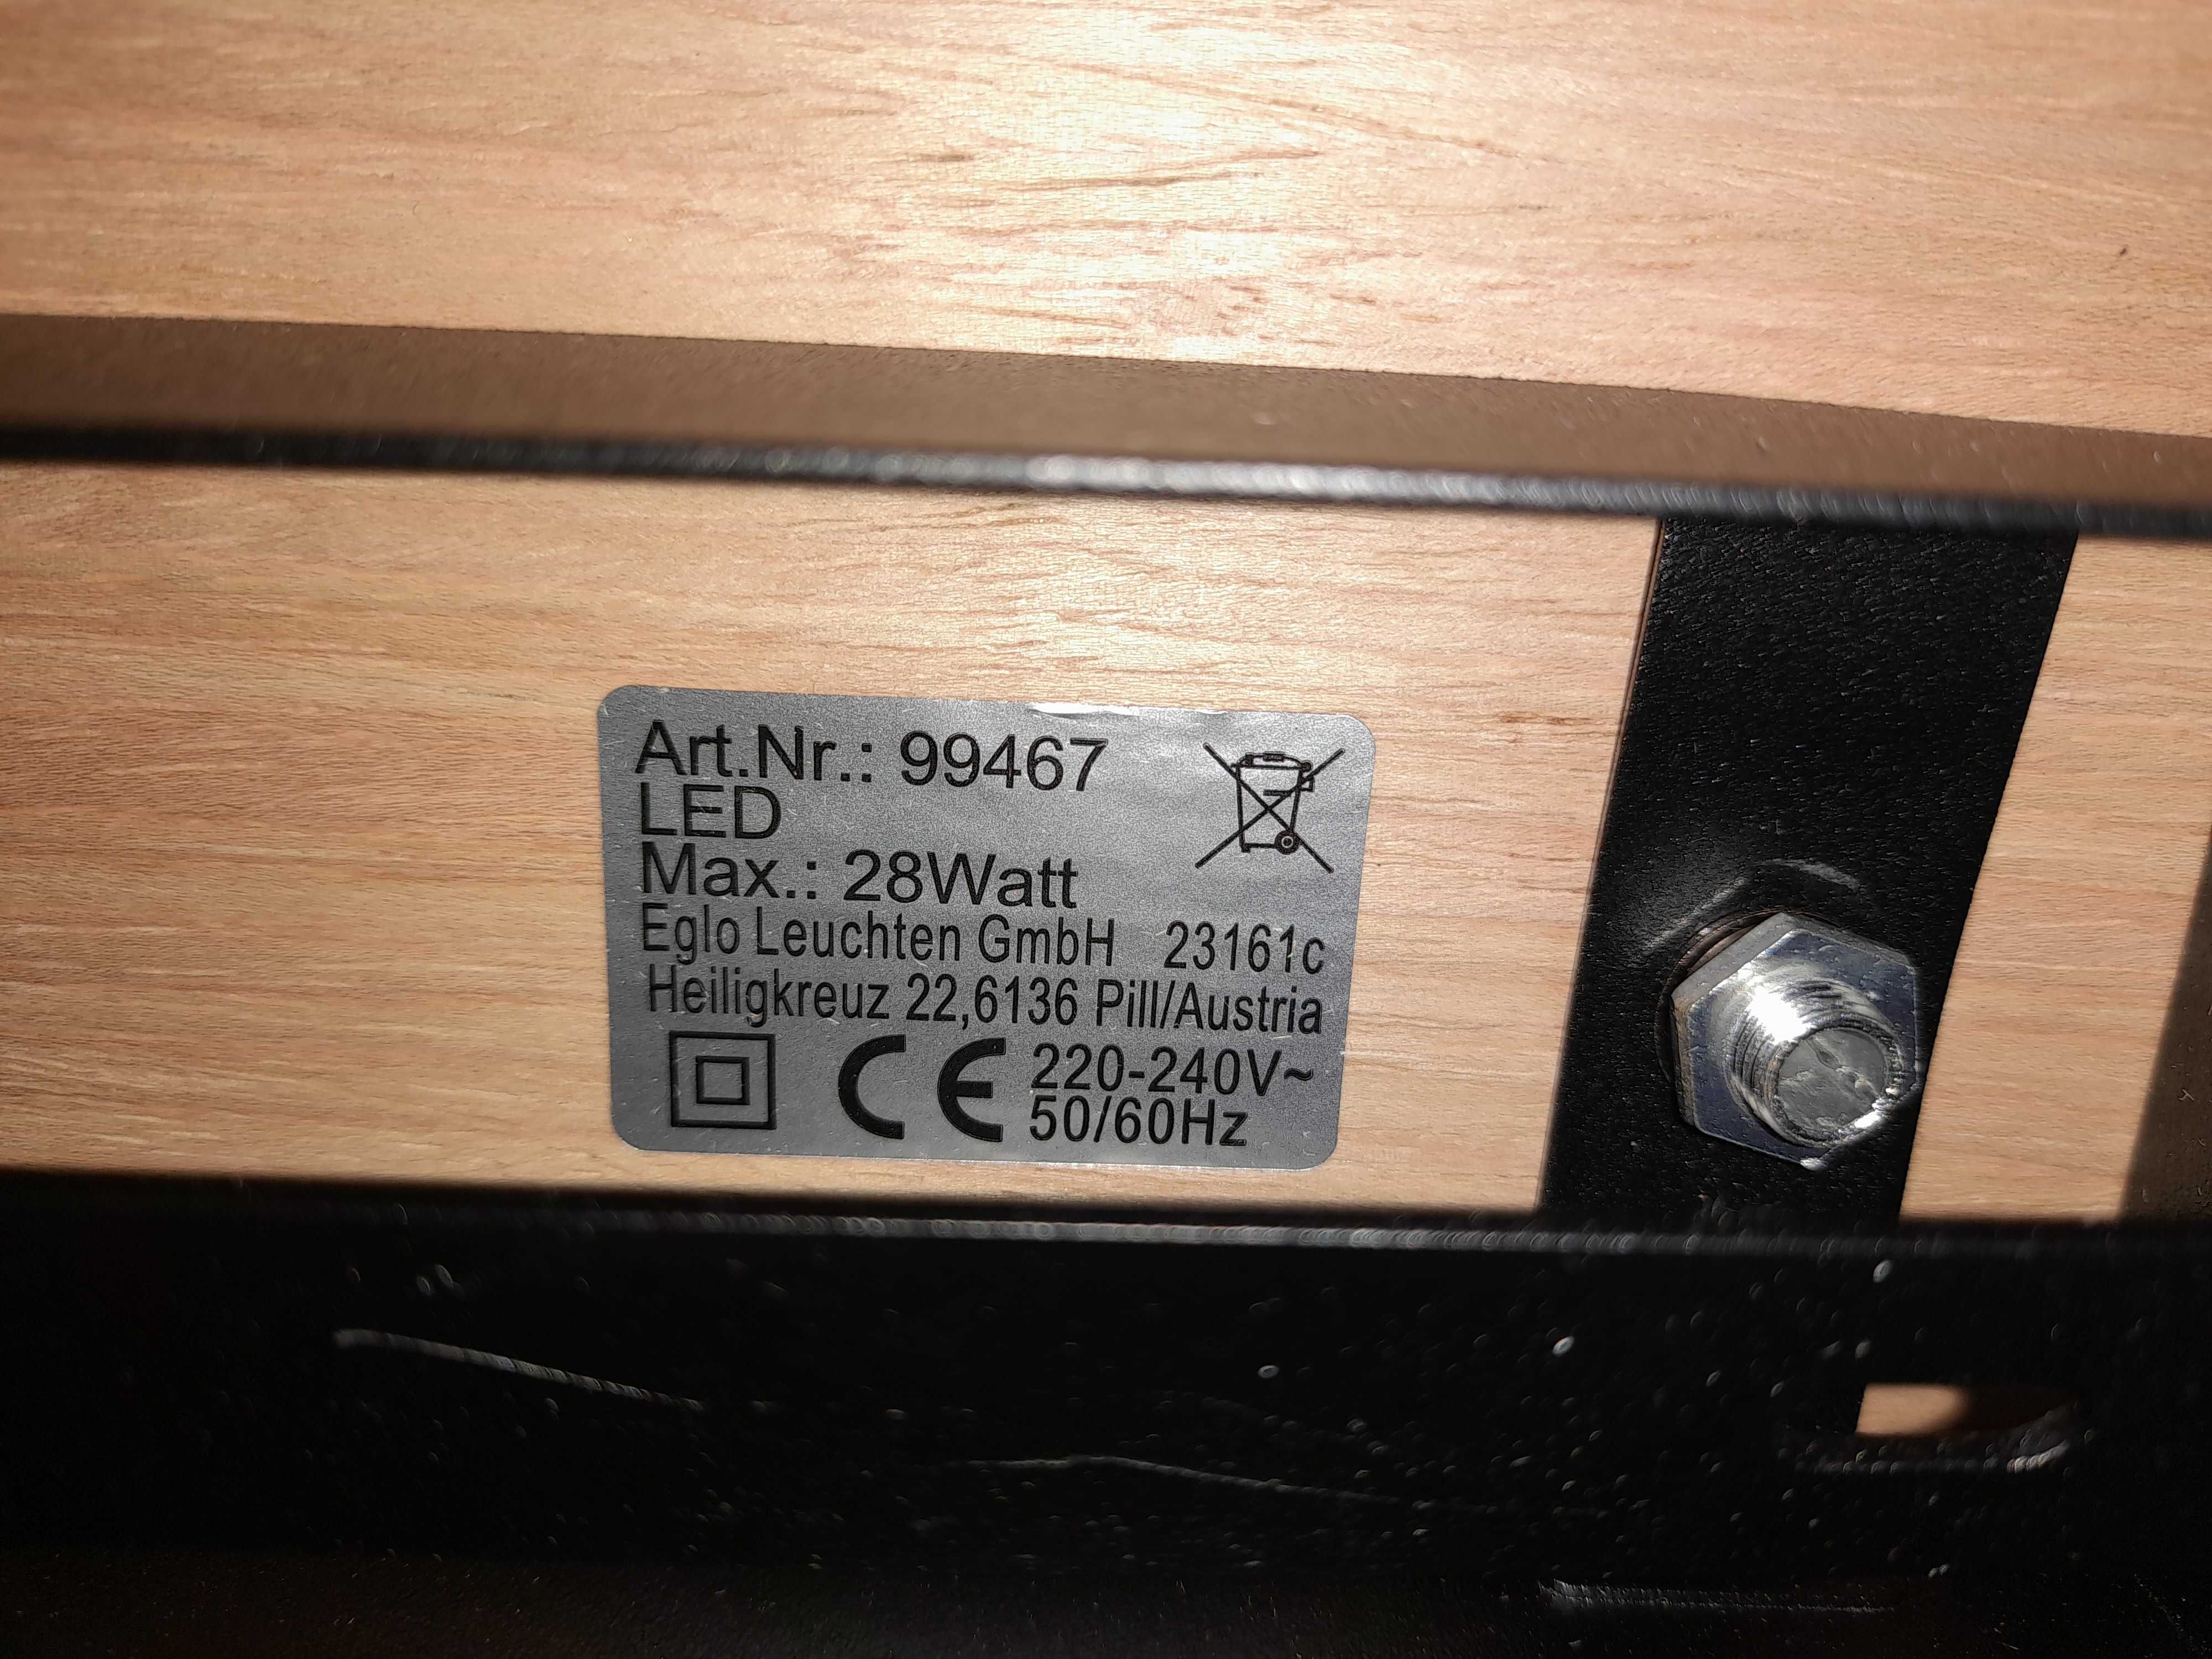 Art.Nr.: 99467
LED
Max.: 28Watt
Eglo Leuchten GmbH 23161c
Heiligkreuz 22,6136 Pill/Austria
CE 220-240V~
50/60Hz